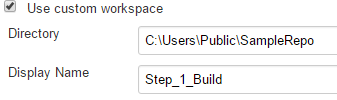 Use custom workspace
Directory C:\Users\Public\SampleRepo
Display Name Step_1_Build